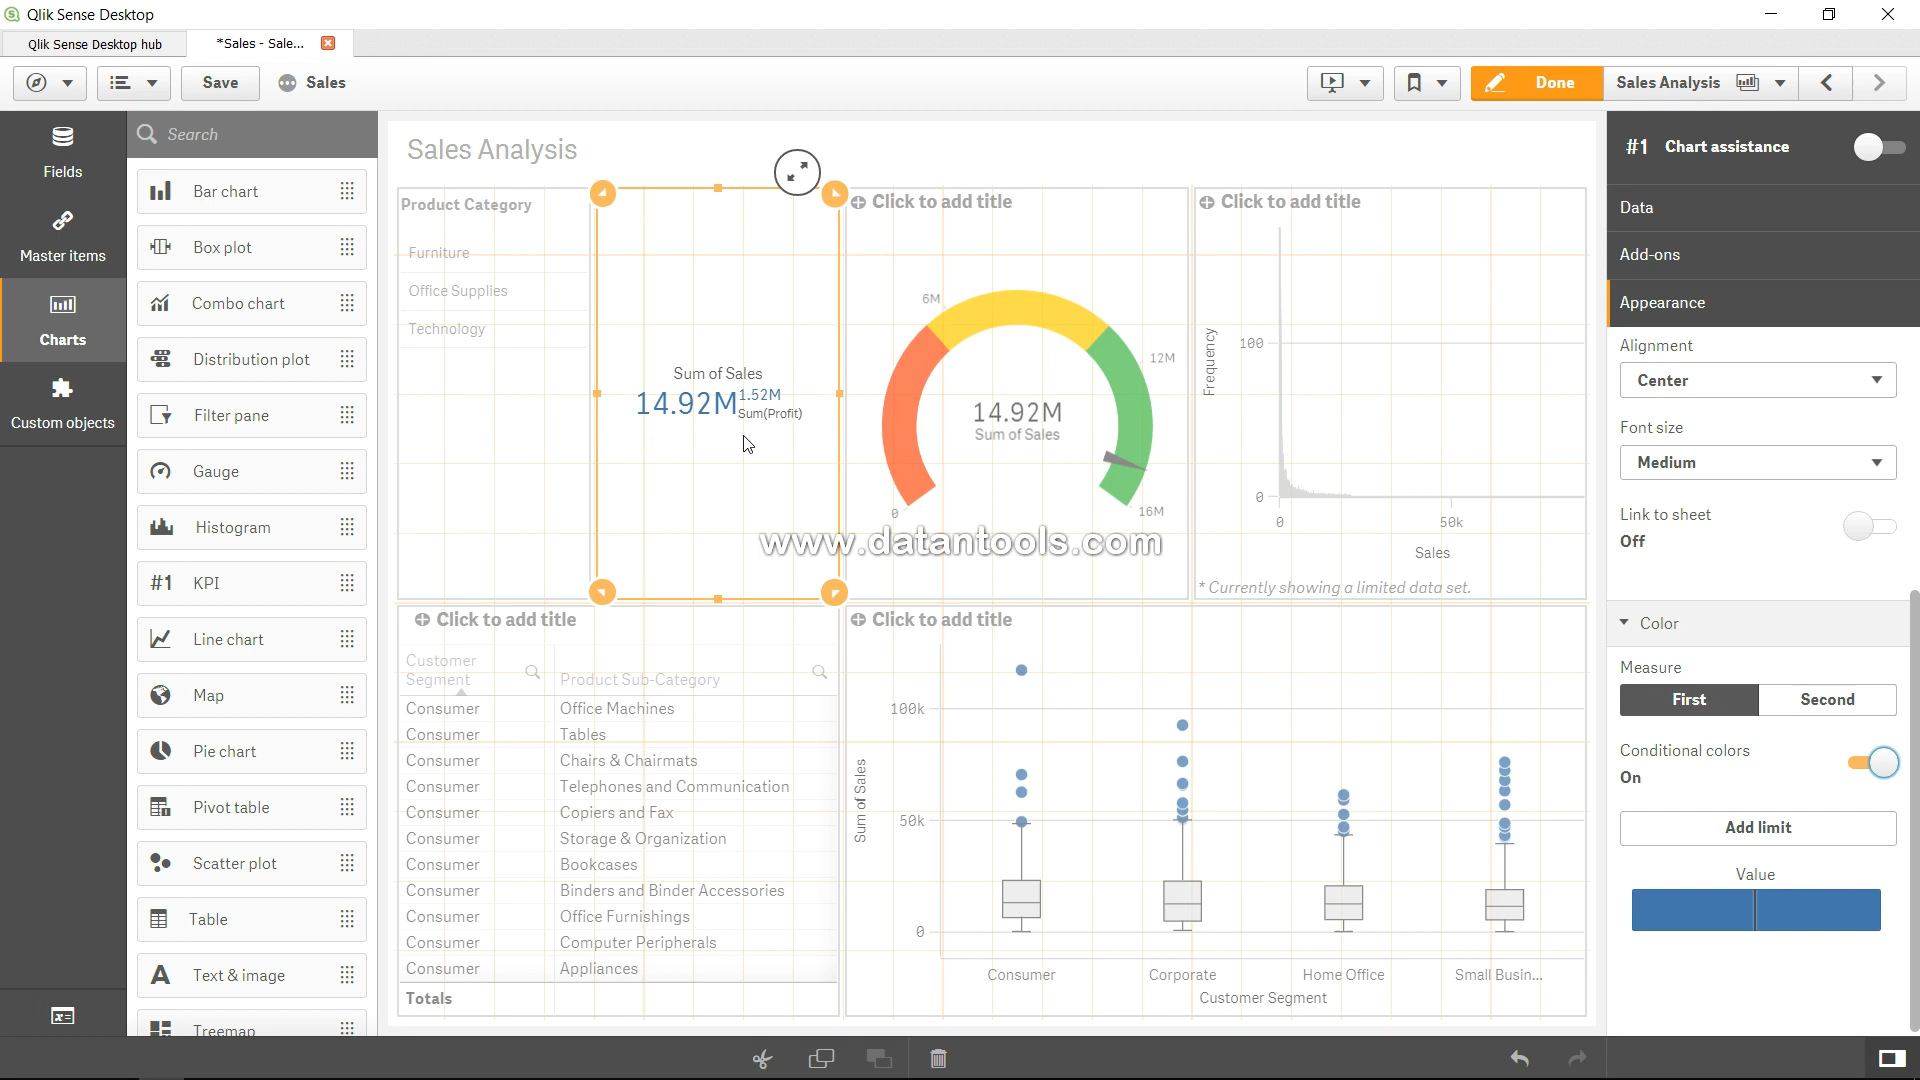 Qlik Sense Desktop
Qlik Sense Desktop hub
*Sales - Sale...
Save
Sales
Done
Sales Analysis
Fields
Master items
Charts
Custom objects
Search
Bar chart
Box plot
Combo chart
Distribution plot
Filter pane
Gauge
Histogram
#1 KPI
Line chart
Map
Pie chart
Pivot table
Scatter plot
Table
A Text & image
Treemap
Sales Analysis
Product Category
Furniture
Office Supplies
Technology
Sum of Sales
14.92M
1.52M
Sum(Profit)
Click to add title
6M
12M
0
16M
14.92M
Sum of Sales
Click to add title
Frequency
100
0
0
50k
Sales
* Currently showing a limited data set.
www.datantools.com
Click to add title
Customer Segment
Product Sub-Category
Consumer Office Machines
Consumer Tables
Consumer Chairs & Chairmats
Consumer Telephones and Communication
Consumer Copiers and Fax
Consumer Storage & Organization
Consumer Bookcases
Consumer Binders and Binder Accessories
Consumer Office Furnishings
Consumer Computer Peripherals
Consumer Appliances
Totals
Click to add title
Sum of Sales
100k
50k
0
Consumer Corporate Home Office Small Busin...
Customer Segment
#1 Chart assistance
Data
Add-ons
Appearance
Alignment
Center
Font size
Medium
Link to sheet
Off
Color
Measure
First Second
Conditional colors
On
Add limit
Value